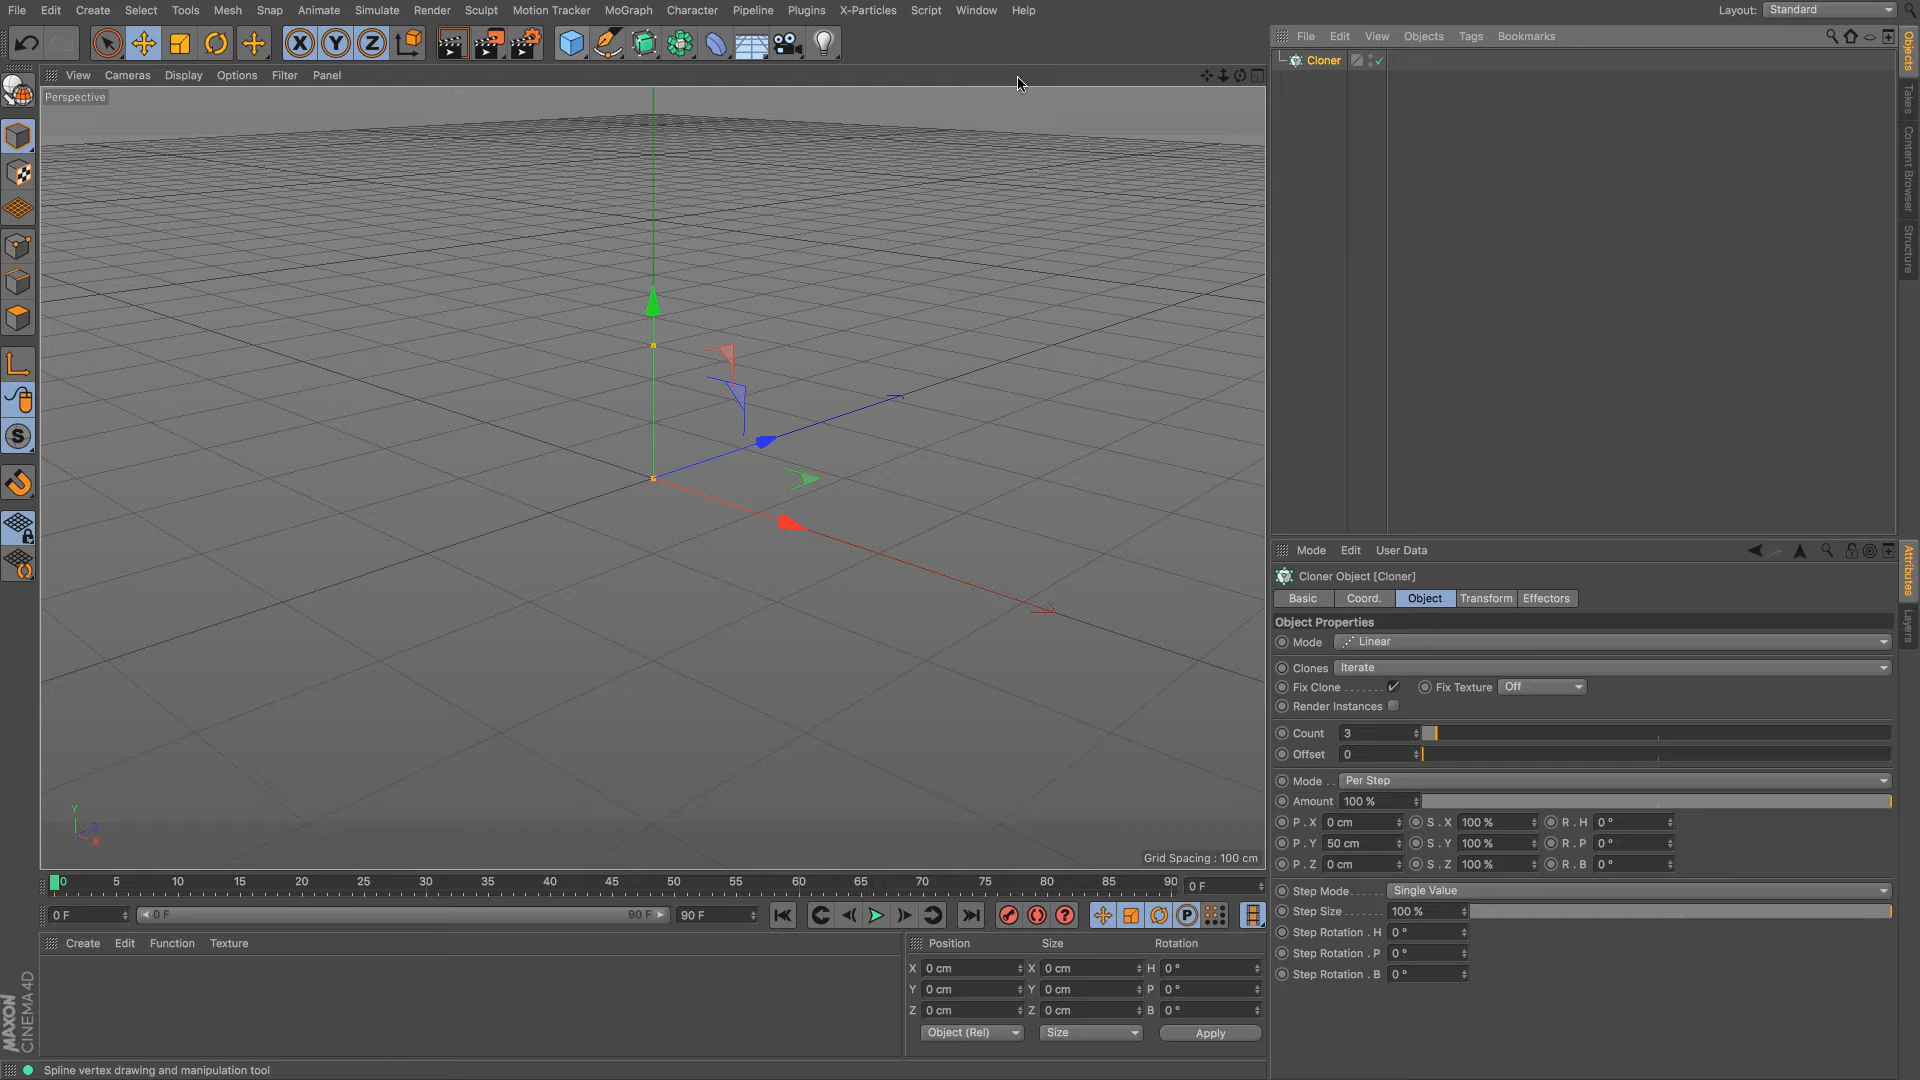 File Edit Create Select Tools Mesh Snap Animate Simulate Render Sculpt Motion Tracker MoGraph Character Pipeline Plugins X-Particles Script Window Help
Layout: Standard
X Y Z
File Edit View Objects Tags Bookmarks
Cloner
Objects
Takes
Content Browser
Structure
View Cameras Display Options Filter Panel
Perspective
S
Y
Z
X
Grid Spacing : 100 cm
0 5 10 15 20 25 30 35 40 45 50 55 60 65 70 75 80 85 90
0 F
0 F 0 F 90 F 90 F
P
Create Edit Function Texture
Position Size Rotation
X 0 cm X 0 cm H 0 °
Y 0 cm Y 0 cm P 0 °
Z 0 cm Z 0 cm B 0 °
Object (Rel) Size Apply
MAXON
CINEMA 4D
Spline vertex drawing and manipulation tool
Mode Edit User Data
Attributes
Layers
Cloner Object [Cloner]
Basic Coord. Object Transform Effectors
Object Properties
Mode Linear
Clones Iterate
Fix Clone . . . . . . Fix Texture Off
Render Instances
Count 3
Offset 0
Mode . . Per Step
Amount 100 %
P . X 0 cm S . X 100 % R . H 0 °
P . Y 50 cm S . Y 100 % R . P 0 °
P . Z 0 cm S . Z 100 % R . B 0 °
Step Mode . . . . . Single Value
Step Size . . . . . . . 100 %
Step Rotation . H 0 °
Step Rotation . P 0 °
Step Rotation . B 0 °